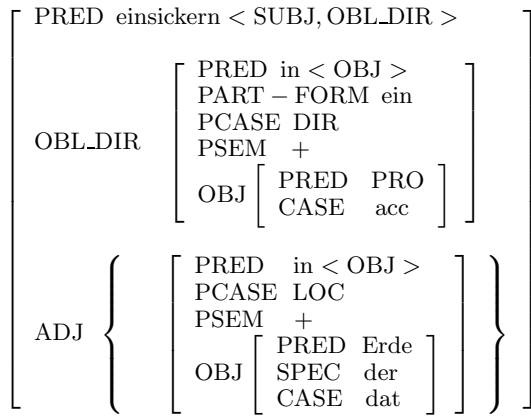 PRED einsickern < SUBJ, OBL_DIR >
PRED in < OBJ >
PART − FORM ein
OBL_DIR PCASE DIR
PSEM +
OBJ PRED PRO
CASE acc
PRED in < OBJ >
PCASE LOC
PSEM +
ADJ
PRED Erde
OBJ SPEC der
CASE dat